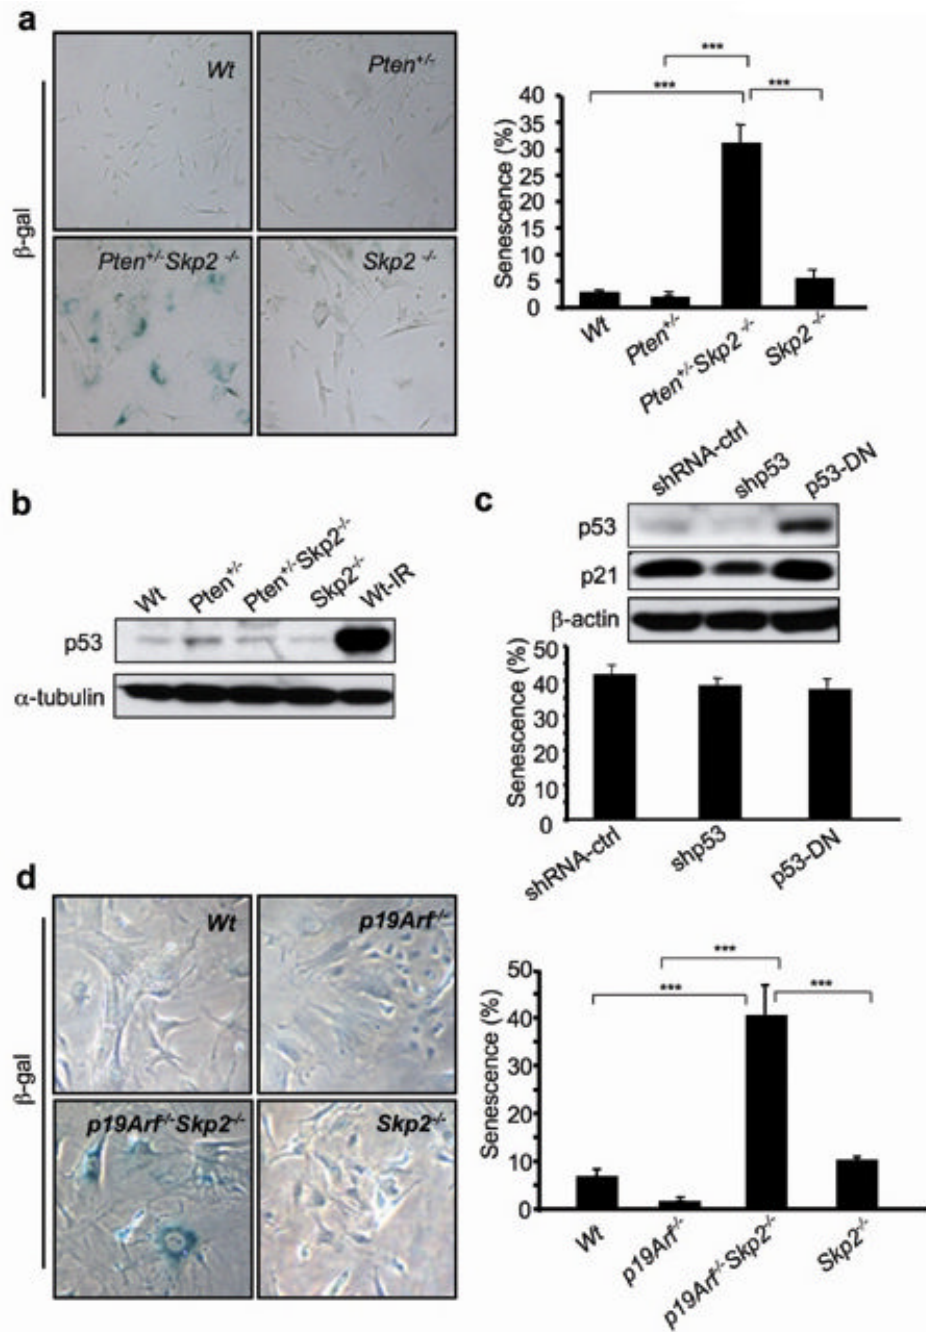 a
β-gal
Wt
Pten+/-
Pten+/-Skp2 -/-
Skp2 -/-
***
*** ***
Senescence (%)
40
35
30
25
20
15
10
5
0
Wt
Pten+/-
Pten+/-Skp2 -/-
Skp2 -/-
b
Wt
Pten+/-
Pten+/-Skp2-/-
Skp2-/-
Wt-IR
p53
α-tubulin
c
shRNA-ctrl
shp53
p53-DN
p53
p21
β-actin
Senescence (%)
50
40
30
20
10
0
shRNA-ctrl
shp53
p53-DN
d
β-gal
Wt
p19Arf-/-
p19Arf-/-Skp2-/-
Skp2-/-
***
*** ***
Senescence (%)
50
40
30
20
10
0
Wt
p19Arf-/-
p19Arf-/-Skp2-/-
Skp2-/-